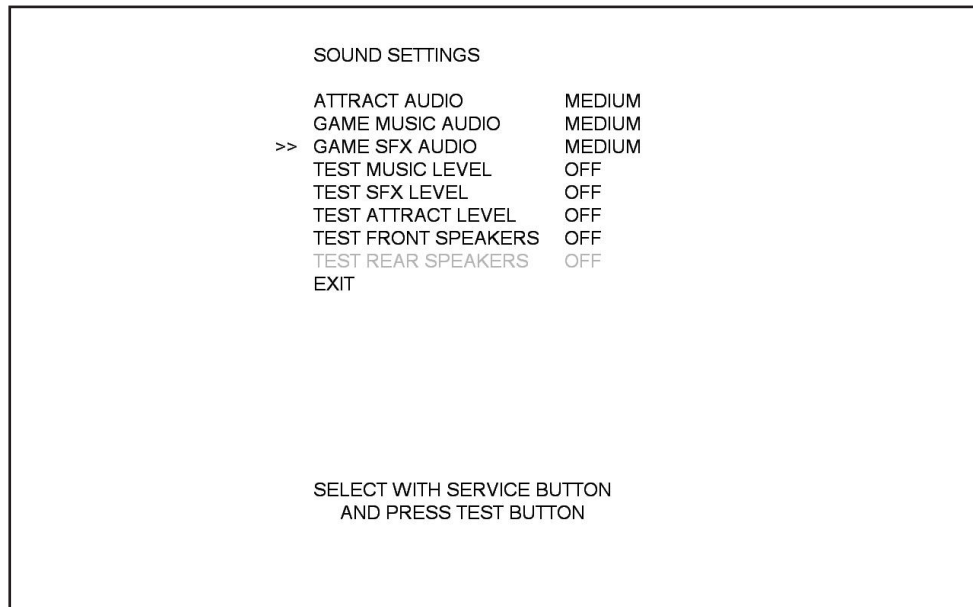 SOUND SETTINGS
ATTRACT AUDIO MEDIUM
GAME MUSIC AUDIO MEDIUM
>> GAME SFX AUDIO MEDIUM
TEST MUSIC LEVEL OFF
TEST SFX LEVEL OFF
TEST ATTRACT LEVEL OFF
TEST FRONT SPEAKERS OFF
TEST REAR SPEAKERS OFF
EXIT
SELECT WITH SERVICE BUTTON
AND PRESS TEST BUTTON